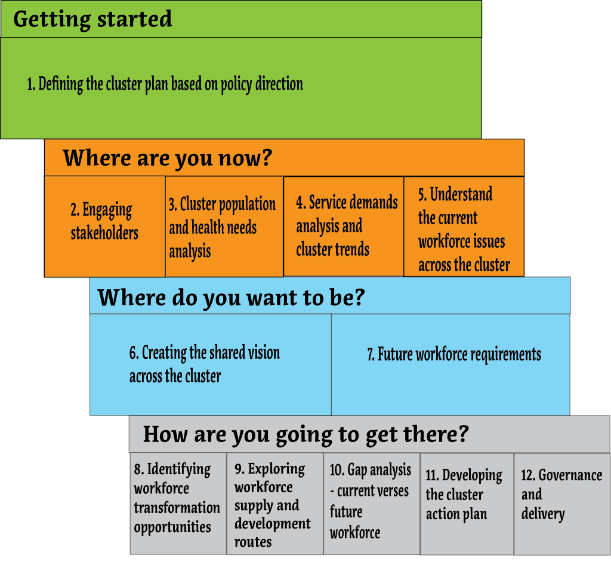 Getting started
1. Defining the cluster plan based on policy direction
Where are you now?
2. Engaging
stakeholders
3. Cluster population
and health needs
analysis
4. Service demands
analysis and
cluster trends
5. Understand
the current
workforce issues
across the cluster
Where do you want to be?
6. Creating the shared vision
across the cluster
7. Future workforce requirements
How are you going to get there?
8. Identifying
workforce
transformation
opportunities
9. Exploring
workforce
supply and
development
routes
10. Gap analysis
- current verses
future
workforce
11. Developing
the cluster
action plan
12. Governance
and
delivery